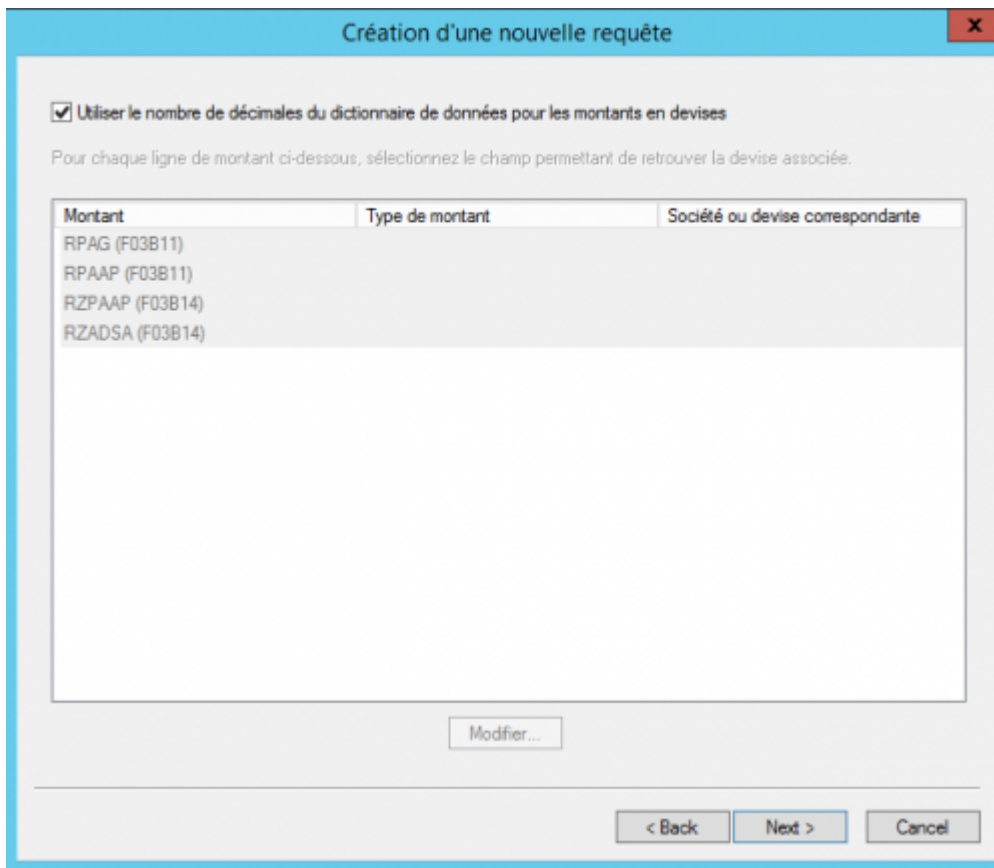 Création d'une nouvelle requête
x
Utiliser le nombre de décimales du dictionnaire de données pour les montants en devises
Pour chaque ligne de montant ci-dessous, sélectionnez le champ permettant de retrouver la devise associée.
Montant Type de montant Société ou devise correspondante
RPAG (F03B11)
RPAAP (F03B11)
RZPAAP (F03B14)
RZADSA (F03B14)
Modifier...
< Back Next > Cancel